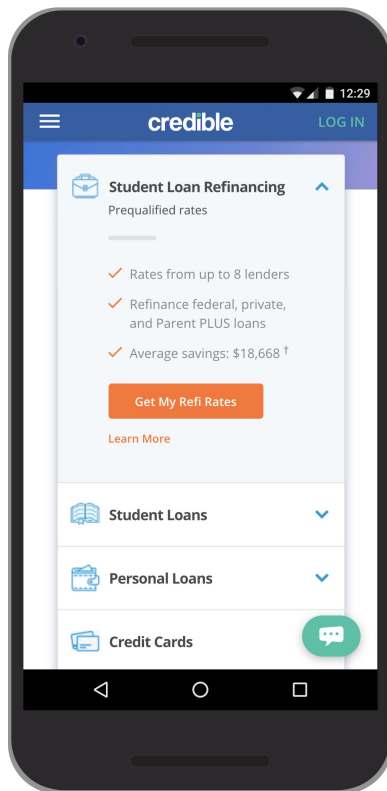 12:29
credible
LOG IN
Student Loan Refinancing
Prequalified rates
Rates from up to 8 lenders
Refinance federal, private,
and Parent PLUS loans
Average savings: $18,668 †
Get My Refi Rates
Learn More
Student Loans
Personal Loans
Credit Cards